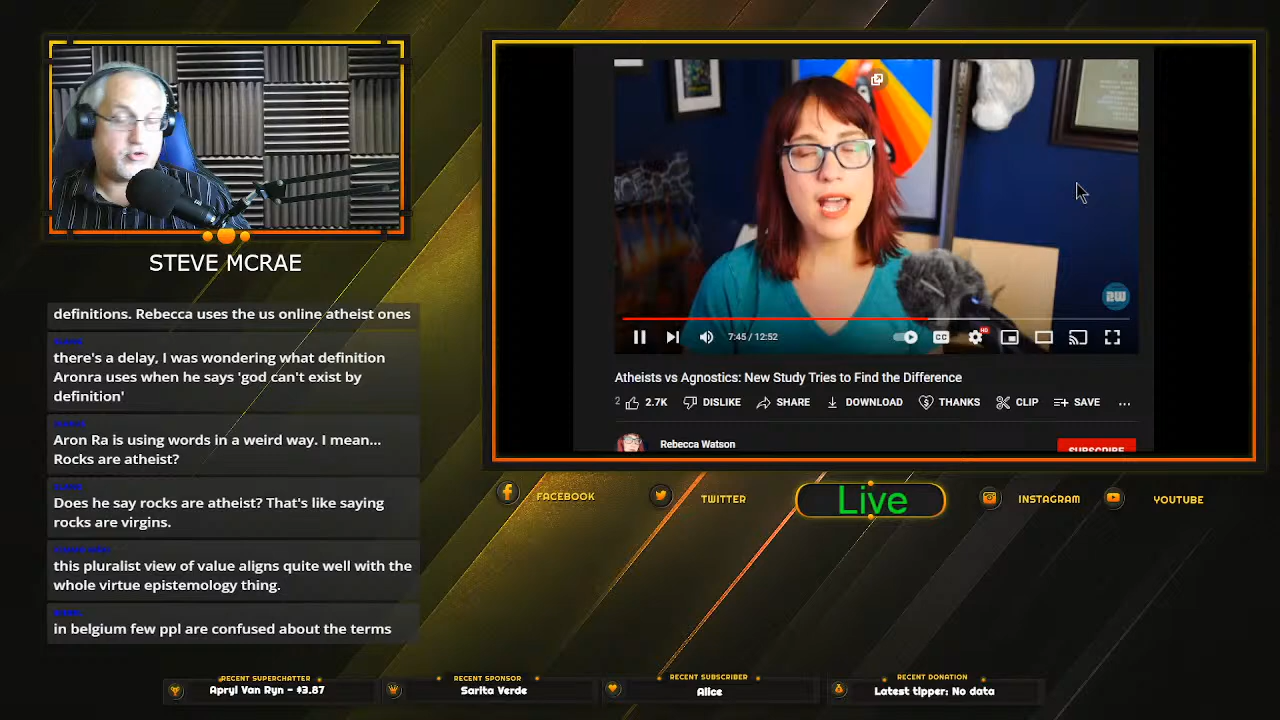 STEVE MCRAE
definitions. Rebecca uses the us online atheist ones
there's a delay, I was wondering what definition
Aronra uses when he says 'god can't exist by
definition'
Aron Ra is using words in a weird way. I mean...
Rocks are atheist?
Does he say rocks are atheist? That's like saying
rocks are virgins.
this pluralist view of value aligns quite well with the
whole virtue epistemology thing.
in belgium few ppl are confused about the terms
7:45 / 12:52
CC
HD
Atheists vs Agnostics: New Study Tries to Find the Difference
2.7K
DISLIKE
SHARE
DOWNLOAD
THANKS
CLIP
SAVE
Rebecca Watson
SUBSCRIBE
FACEBOOK
TWITTER
Live
INSTAGRAM
YOUTUBE
RECENT SUPERCHATTER
Apryl Van Ryn - $3.87
RECENT SPONSOR
Sarita Verde
RECENT SUBSCRIBER
Alice
RECENT DONATION
Latest tipper: No data